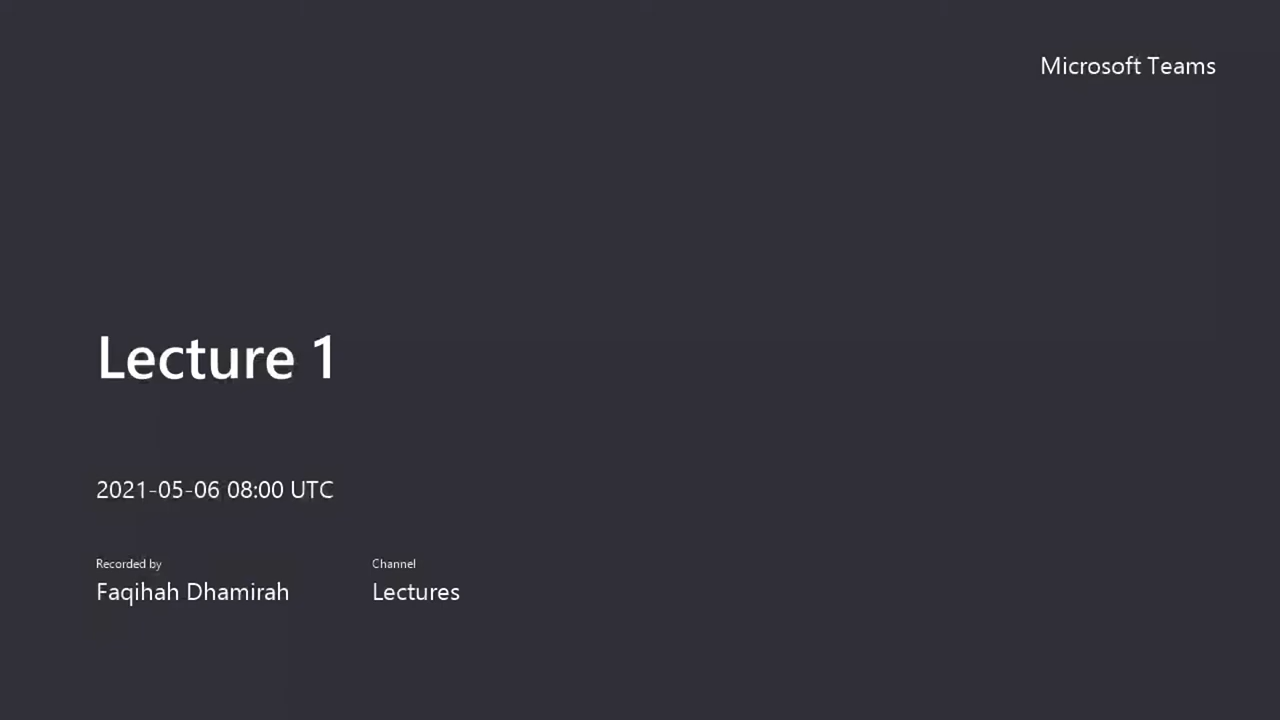 Microsoft Teams
Lecture 1
2021-05-06 08:00 UTC
Recorded by
Faqihah Dhamirah
Channel
Lectures